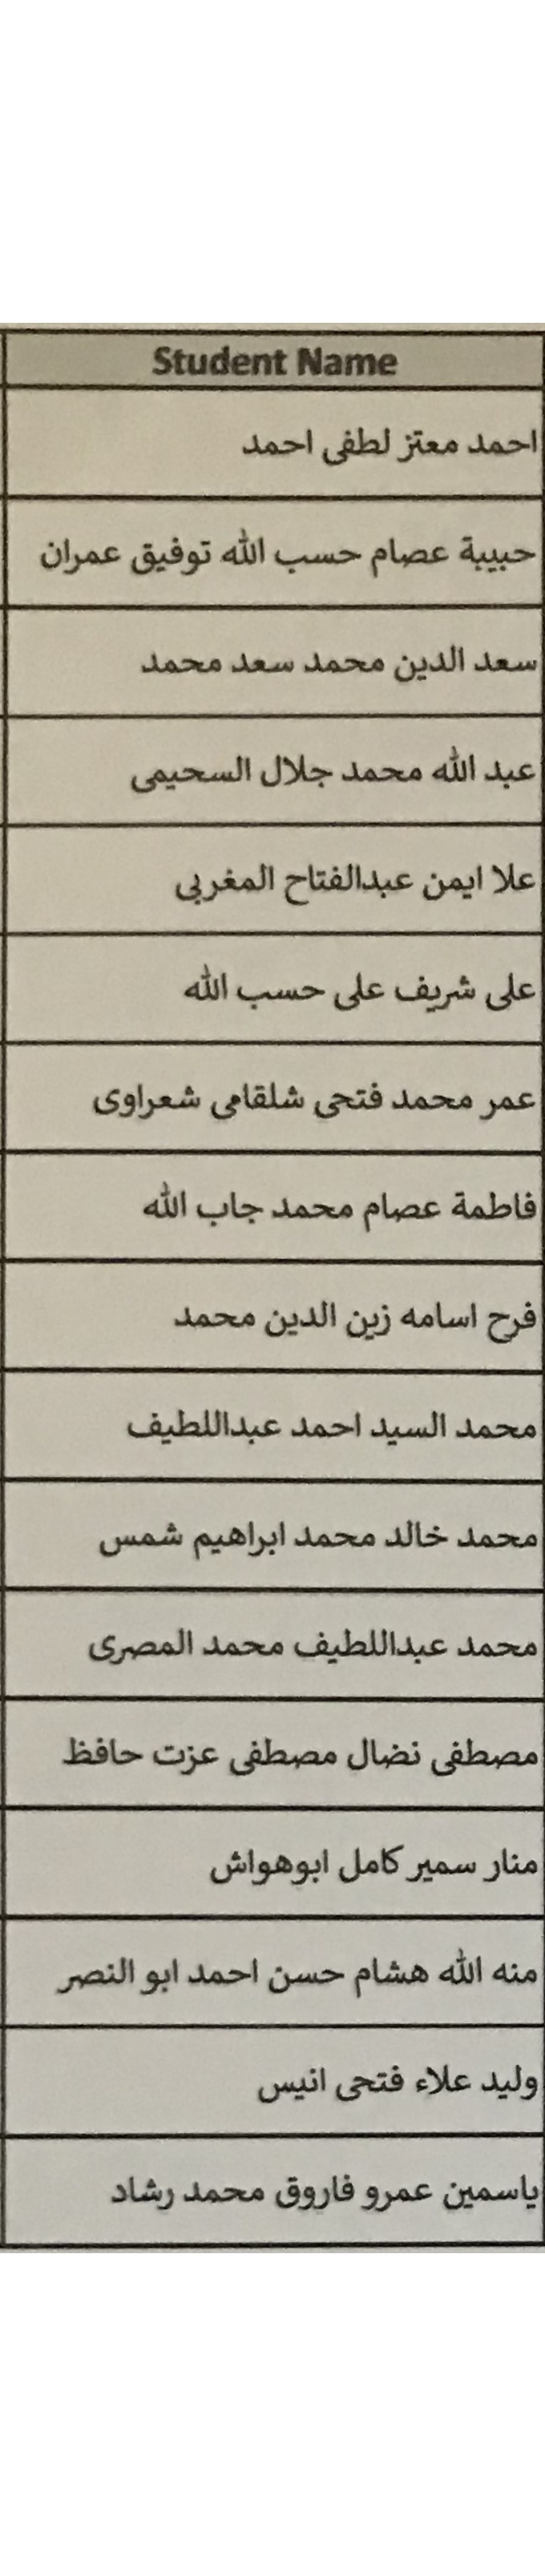 Student Name
احمد معتز لطفى احمد
حبيبة عصام حسب الله توفيق عمران
سعد الدين محمد سعد محمد
عبد الله محمد جلال السحيمى
علا ايمن عبدالفتاح المغربى
على شريف على حسب الله
عمر محمد فتحى شلقامى شعراوى
فاطمة عصام محمد جاب الله
فرح اسامه زين الدين محمد
محمد السيد احمد عبداللطيف
محمد خالد محمد ابراهيم شمس
محمد عبداللطيف محمد المصرى
مصطفى نضال مصطفى عزت حافظ
منار سمير كامل ابوهواش
منه الله هشام حسن احمد ابو النصر
وليد علاء فتحى انيس
ياسمين عمرو فاروق محمد رشاد